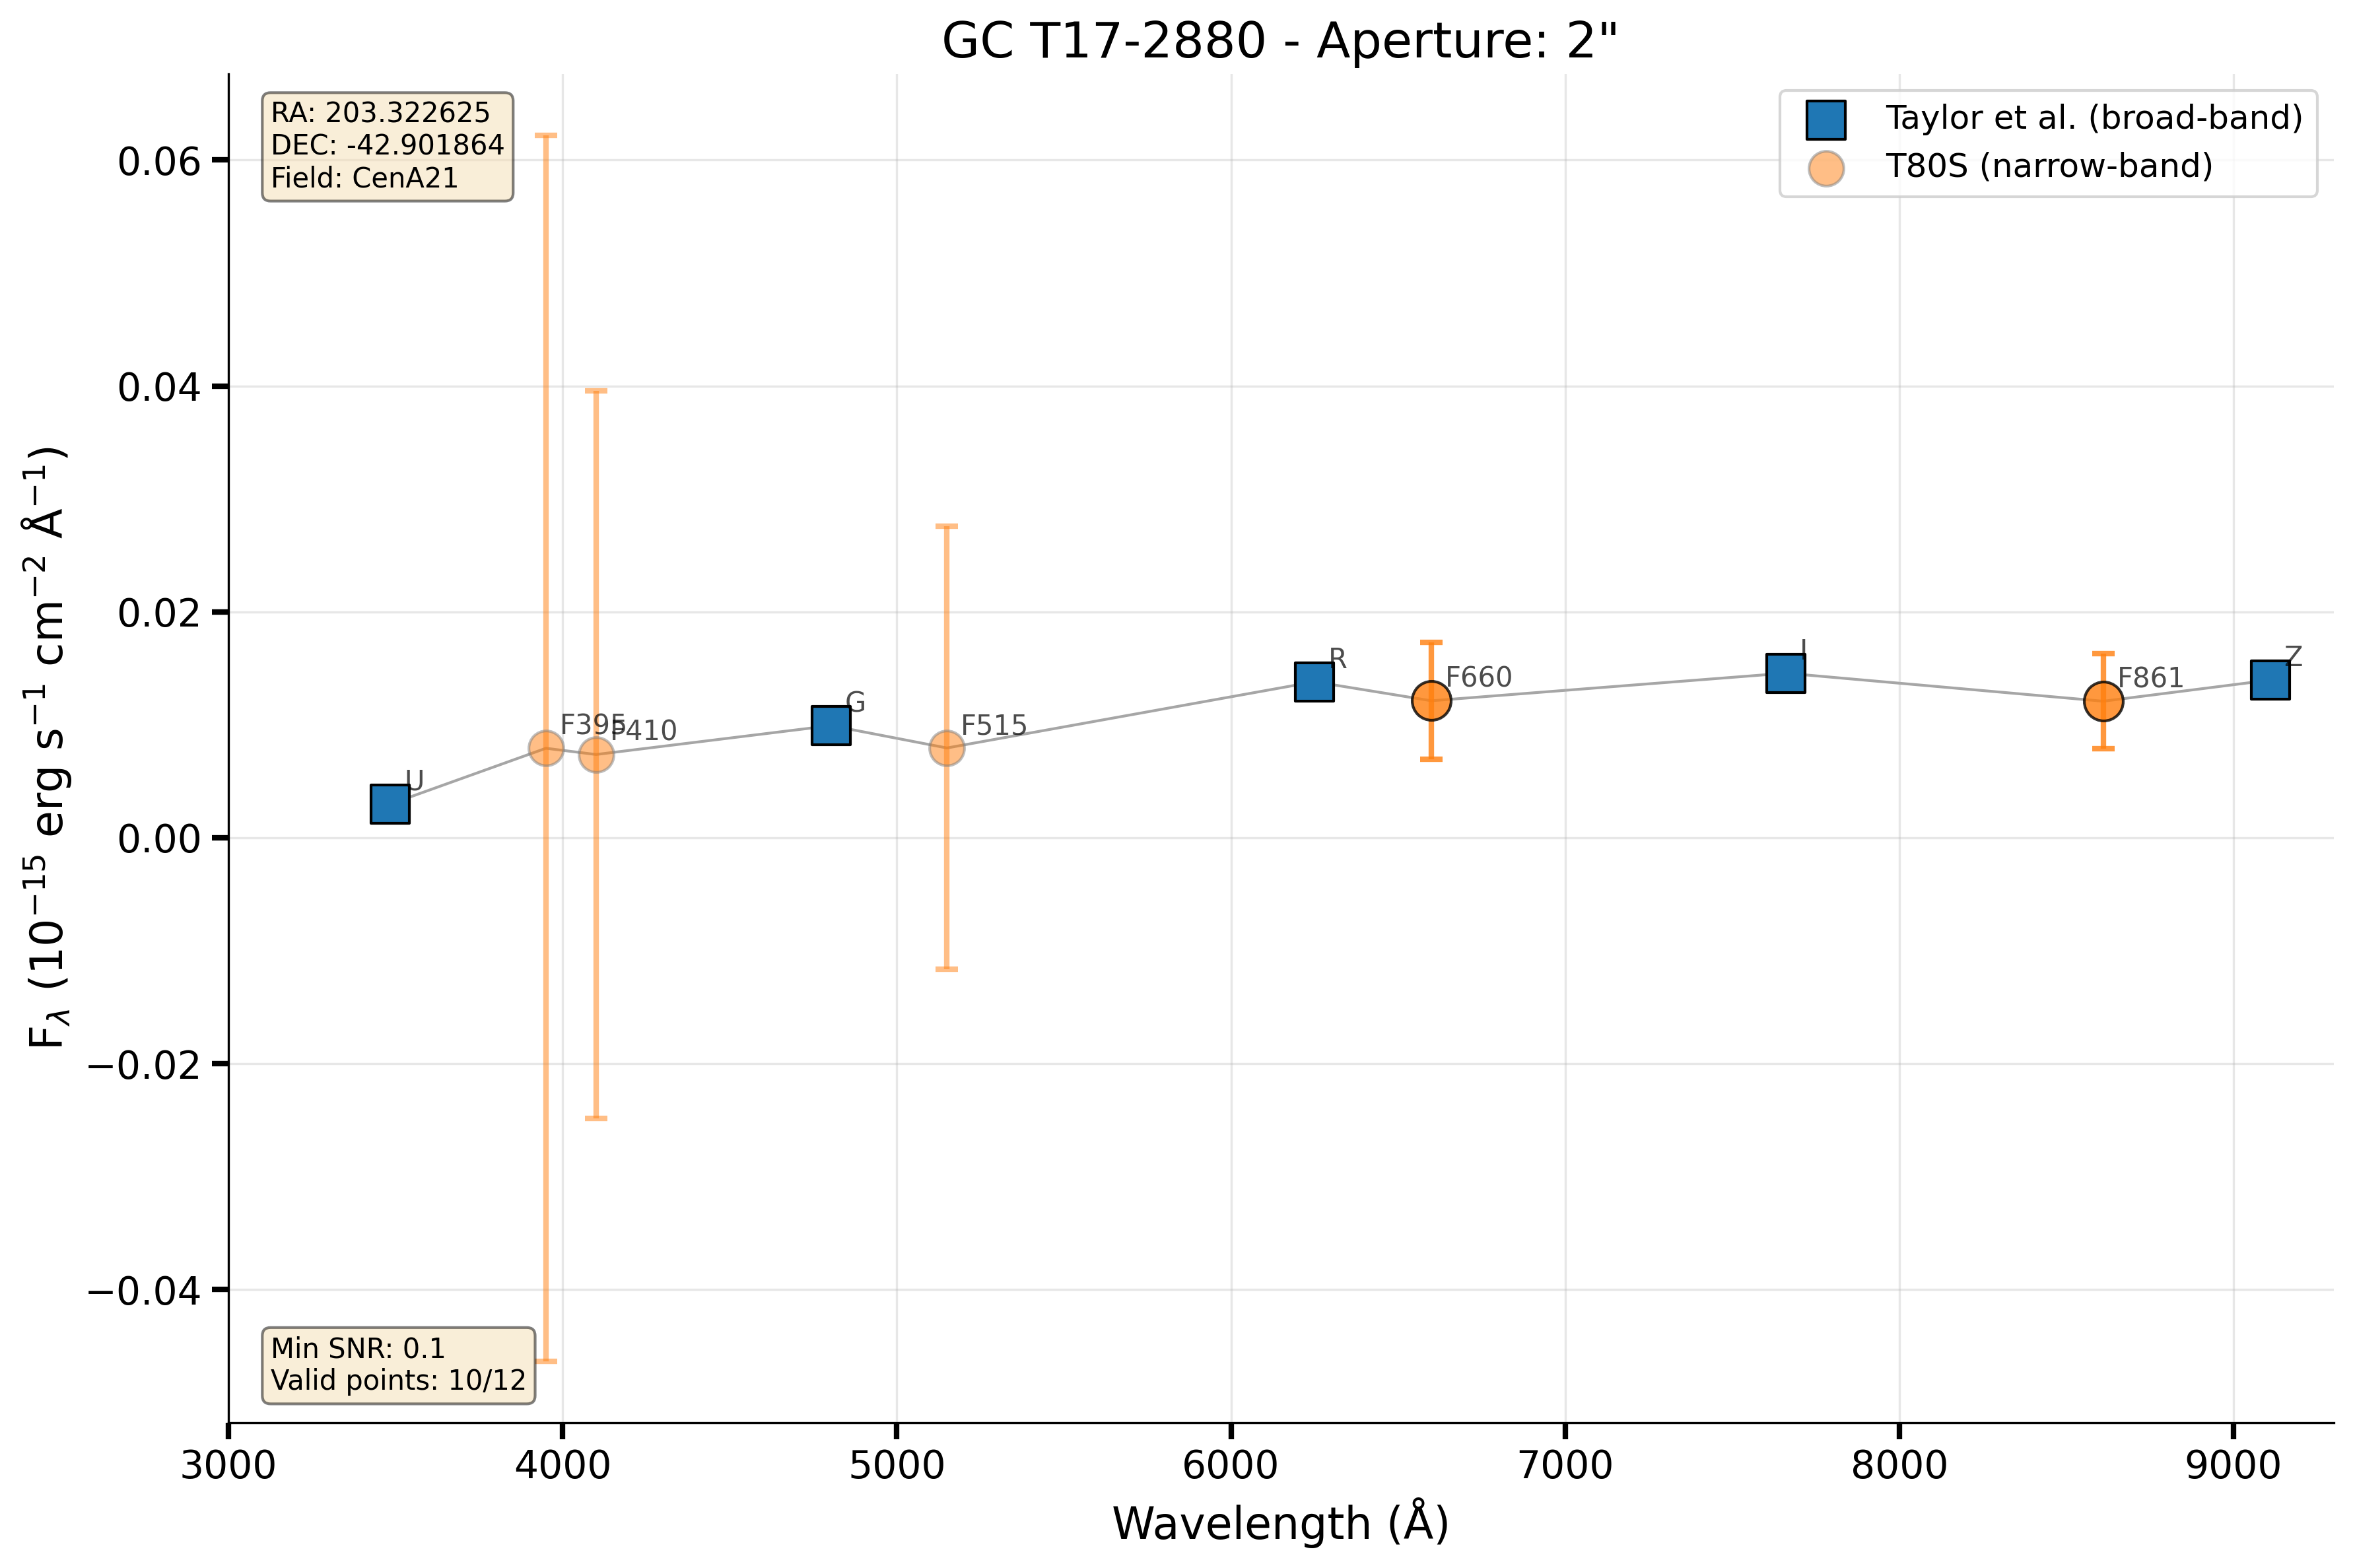 GC T17-2880 - Aperture: 2"
RA: 203.322625
DEC: -42.901864
Field: CenA21
Taylor et al. (broad-band)
T80S (narrow-band)
0.06
0.04
0.02
0.00
−0.02
−0.04
F_λ (10⁻¹⁵ erg s⁻¹ cm⁻² Å⁻¹)
U
F395
F410
G
F515
R
F660
I
F861
Z
Min SNR: 0.1
Valid points: 10/12
3000 4000 5000 6000 7000 8000 9000
Wavelength (Å)